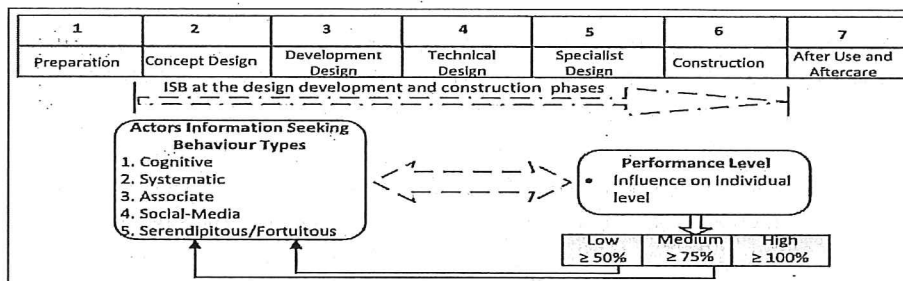 1 2 3 4 5 6 7
Preparation Concept Design Development Design Technical Design Specialist Design Construction After Use and Aftercare
ISB at the design development and construction phases
Actors Information Seeking
Behaviour Types
1. Cognitive
2. Systematic
3. Associate
4. Social-Media
5. Serendipitous/Fortuitous
Performance Level
• Influence on Individual
level
Low Medium High
≥ 50% ≥ 75% ≥ 100%